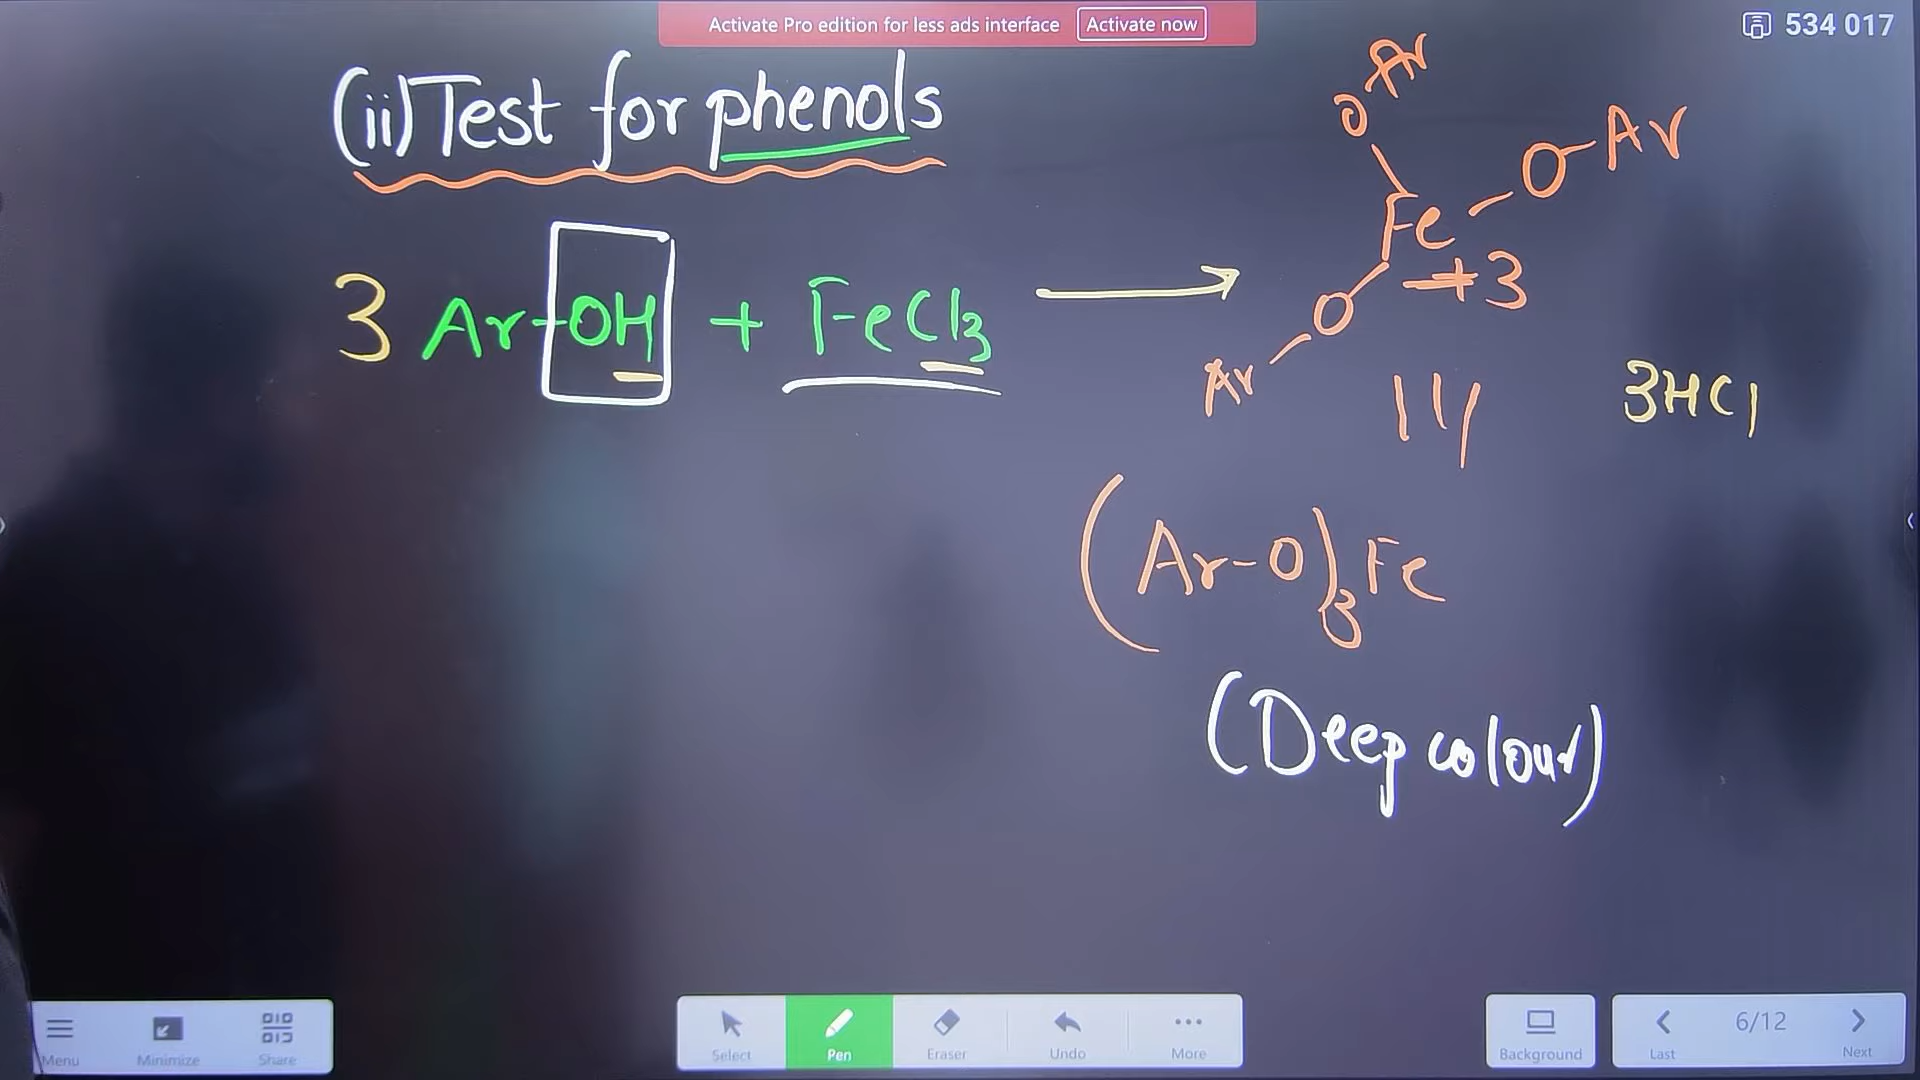 Activate Pro edition for less ads interface Activate now
534 017
(ii) Test for phenols
3 Ar-OH + FeCl3 ⟶
O Ar
O-Ar
Fe
+3
O
Ar
3HCl
(Ar-O)3Fe
(Deep colour)
Menu Minimize Share
Select Pen Eraser Undo More
Background
Last 6/12 Next